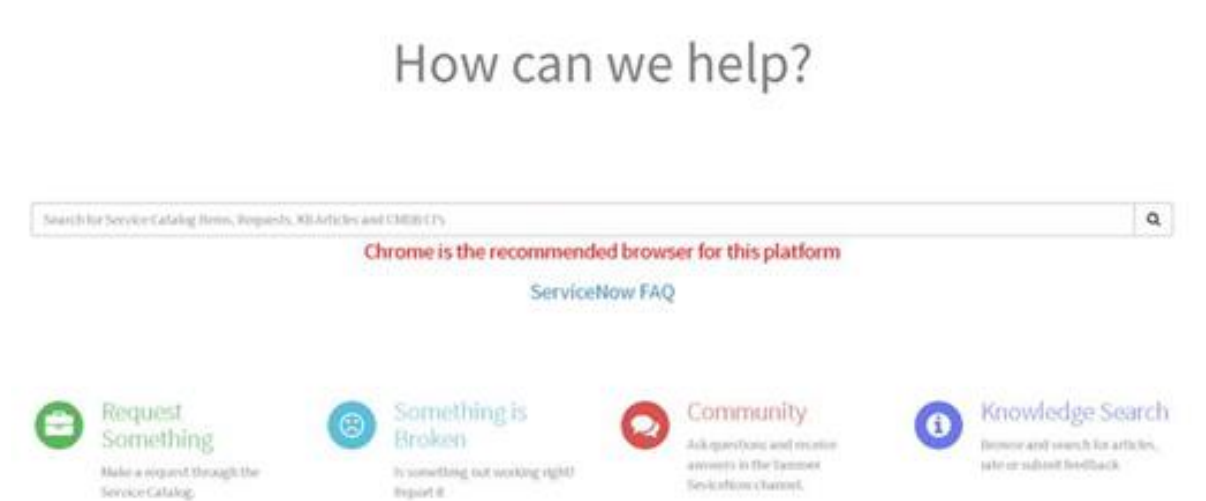 How can we help?
Search for Service Catalog Items, Requests, KB Articles and CMDB CI's
Chrome is the recommended browser for this platform
ServiceNow FAQ
Request
Something
Make a request through the
Service Catalog.
Something is
Broken
Is something not working right?
Report it
Community
Ask questions and receive
answers in the
channel.
Knowledge Search
Browse and search for articles,
rate or submit feedback